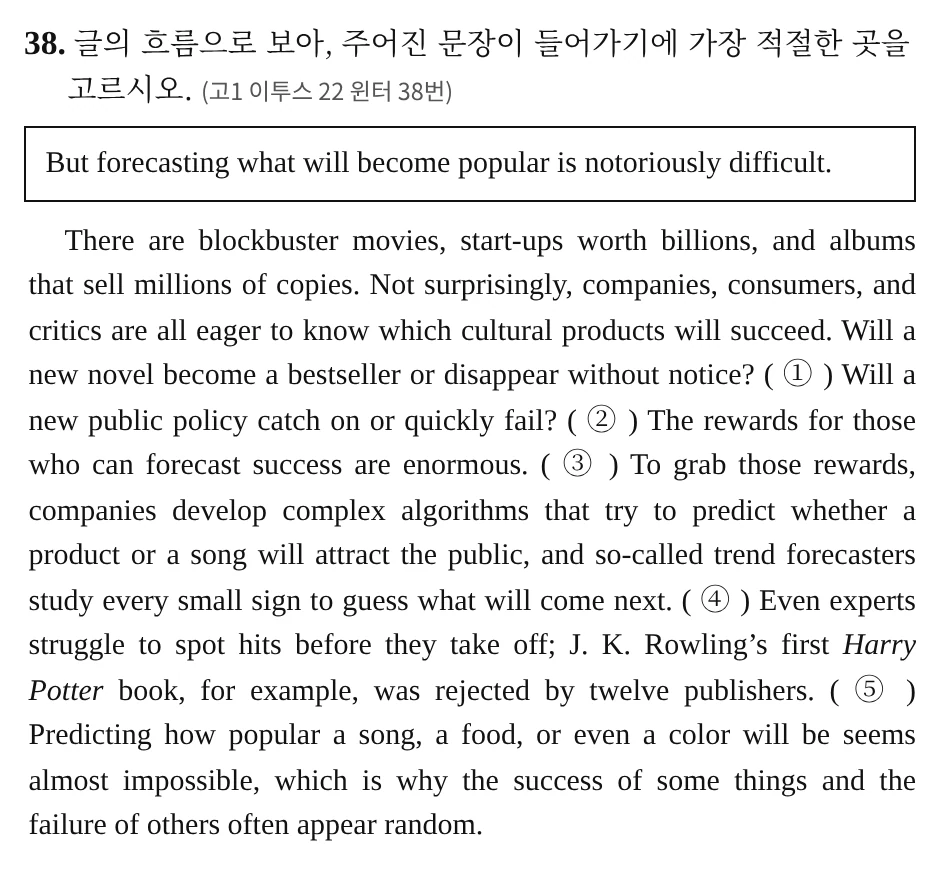 38. 글의 흐름으로 보아, 주어진 문장이 들어가기에 가장 적절한 곳을
고르시오. (고1 이투스 22 윈터 38번)
But forecasting what will become popular is notoriously difficult.
There are blockbuster movies, start-ups worth billions, and albums
that sell millions of copies. Not surprisingly, companies, consumers, and
critics are all eager to know which cultural products will succeed. Will a
new novel become a bestseller or disappear without notice? ( ① ) Will a
new public policy catch on or quickly fail? ( ② ) The rewards for those
who can forecast success are enormous. ( ③ ) To grab those rewards,
companies develop complex algorithms that try to predict whether a
product or a song will attract the public, and so-called trend forecasters
study every small sign to guess what will come next. ( ④ ) Even experts
struggle to spot hits before they take off; J. K. Rowling’s first Harry
Potter book, for example, was rejected by twelve publishers. ( ⑤ )
Predicting how popular a song, a food, or even a color will be seems
almost impossible, which is why the success of some things and the
failure of others often appear random.